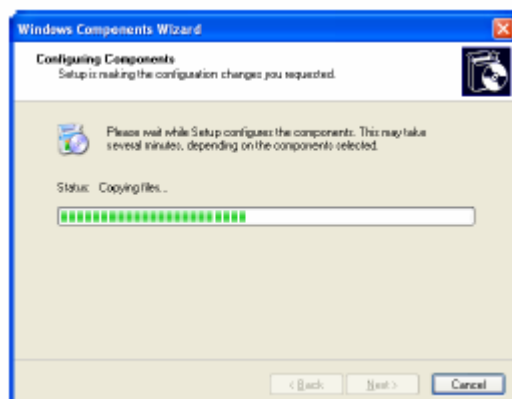 Windows Components Wizard
Configuring Components
Setup is making the configuration changes you requested.
Please wait while Setup configures the components. This may take
several minutes, depending on the components selected.
Status: Copying files...
< Back
Next >
Cancel